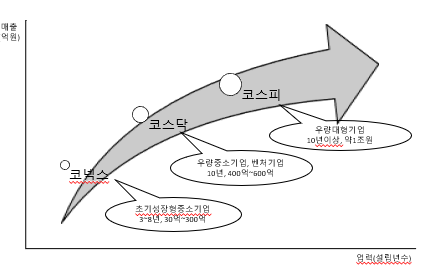 매출
억원)
코스피
우량대형기업
10년이상, 약1조원
코스닥
우량중소기업, 벤처기업
10년, 400억~600억
코넥스
초기성장형중소기업
3~8년, 30억~300억
업력(설립년수)